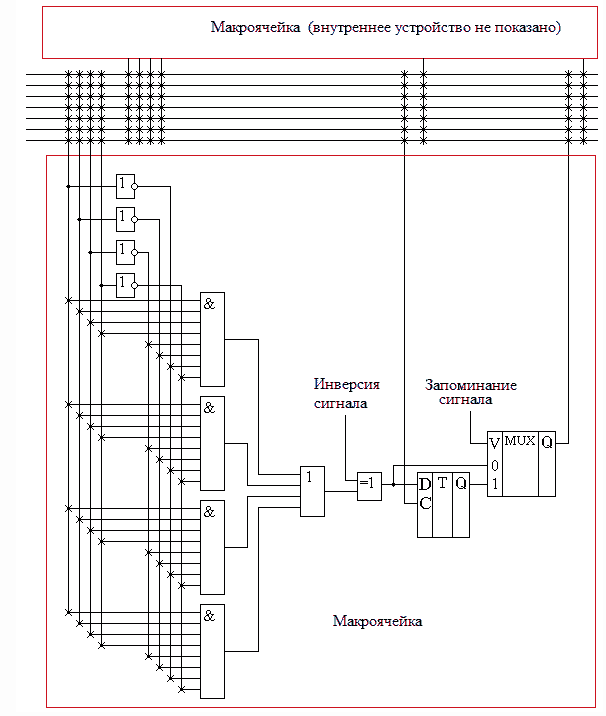 Макроячейка (внутреннее устройство не показано)
1
1
1
1
&
&
&
&
Инверсия
сигнала
Запоминание
сигнала
1
=1
D T Q
C
V MUX Q
0
1
Макроячейка